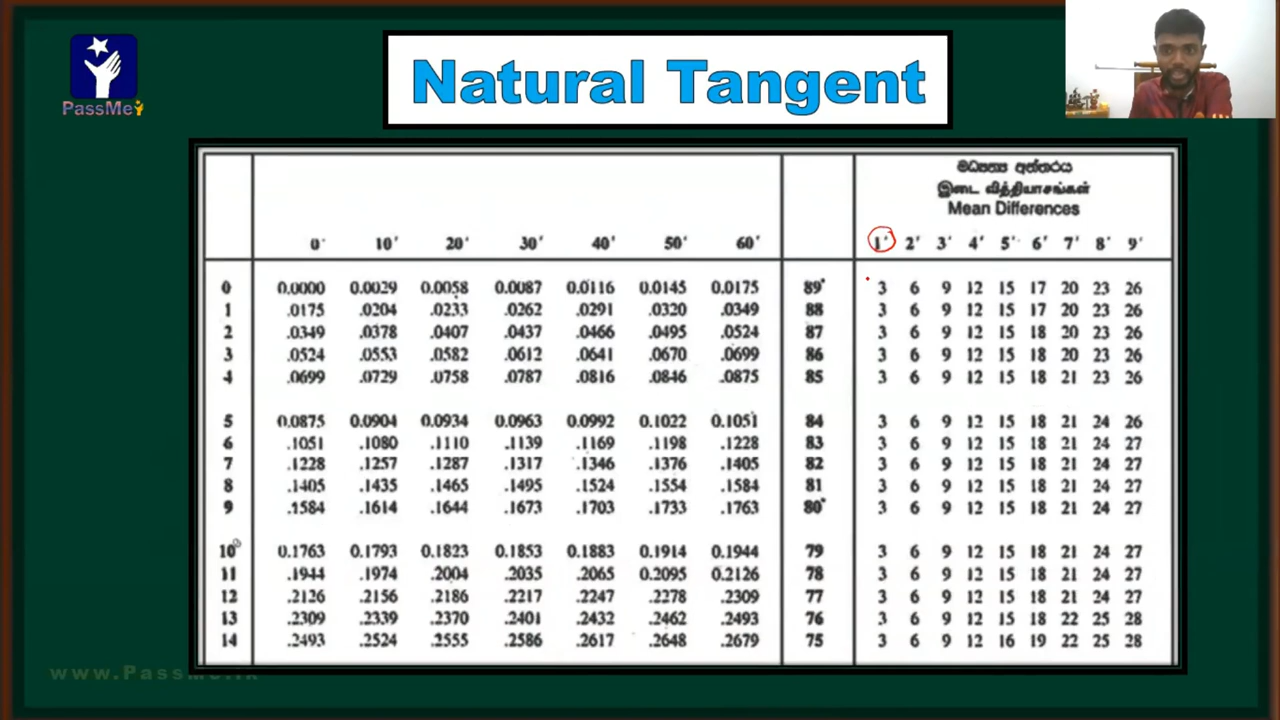 PassMe
Natural Tangent
මධ්‍යන්‍ය අන්තරය
இடை வித்தியாசங்கள்
Mean Differences
0′ 10′ 20′ 30′ 40′ 50′ 60′ 1′ 2′ 3′ 4′ 5′ 6′ 7′ 8′ 9′
0 0.0000 0.0029 0.0058 0.0087 0.0116 0.0145 0.0175 89° 3 6 9 12 15 17 20 23 26
1 .0175 .0204 .0233 .0262 .0291 .0320 .0349 88 3 6 9 12 15 17 20 23 26
2 .0349 .0378 .0407 .0437 .0466 .0495 .0524 87 3 6 9 12 15 18 20 23 26
3 .0524 .0553 .0582 .0612 .0641 .0670 .0699 86 3 6 9 12 15 18 20 23 26
4 .0699 .0729 .0758 .0787 .0816 .0846 .0875 85 3 6 9 12 15 18 21 23 26
5 0.0875 0.0904 0.0934 0.0963 0.0992 0.1022 0.1051 84 3 6 9 12 15 18 21 24 26
6 .1051 .1080 .1110 .1139 .1169 .1198 .1228 83 3 6 9 12 15 18 21 24 27
7 .1228 .1257 .1287 .1317 .1346 .1376 .1405 82 3 6 9 12 15 18 21 24 27
8 .1405 .1435 .1465 .1495 .1524 .1554 .1584 81 3 6 9 12 15 18 21 24 27
9 .1584 .1614 .1644 .1673 .1703 .1733 .1763 80° 3 6 9 12 15 18 21 24 27
10° 0.1763 0.1793 0.1823 0.1853 0.1883 0.1914 0.1944 79 3 6 9 12 15 18 21 24 27
11 .1944 .1974 .2004 .2035 .2065 0.2095 0.2126 78 3 6 9 12 15 18 21 24 27
12 .2126 .2156 .2186 .2217 .2247 .2278 .2309 77 3 6 9 12 15 18 21 24 27
13 .2309 .2339 .2370 .2401 .2432 .2462 .2493 76 3 6 9 12 15 18 22 25 28
14 .2493 .2524 .2555 .2586 .2617 .2648 .2679 75 3 6 9 12 16 19 22 25 28
www.Passme.lk